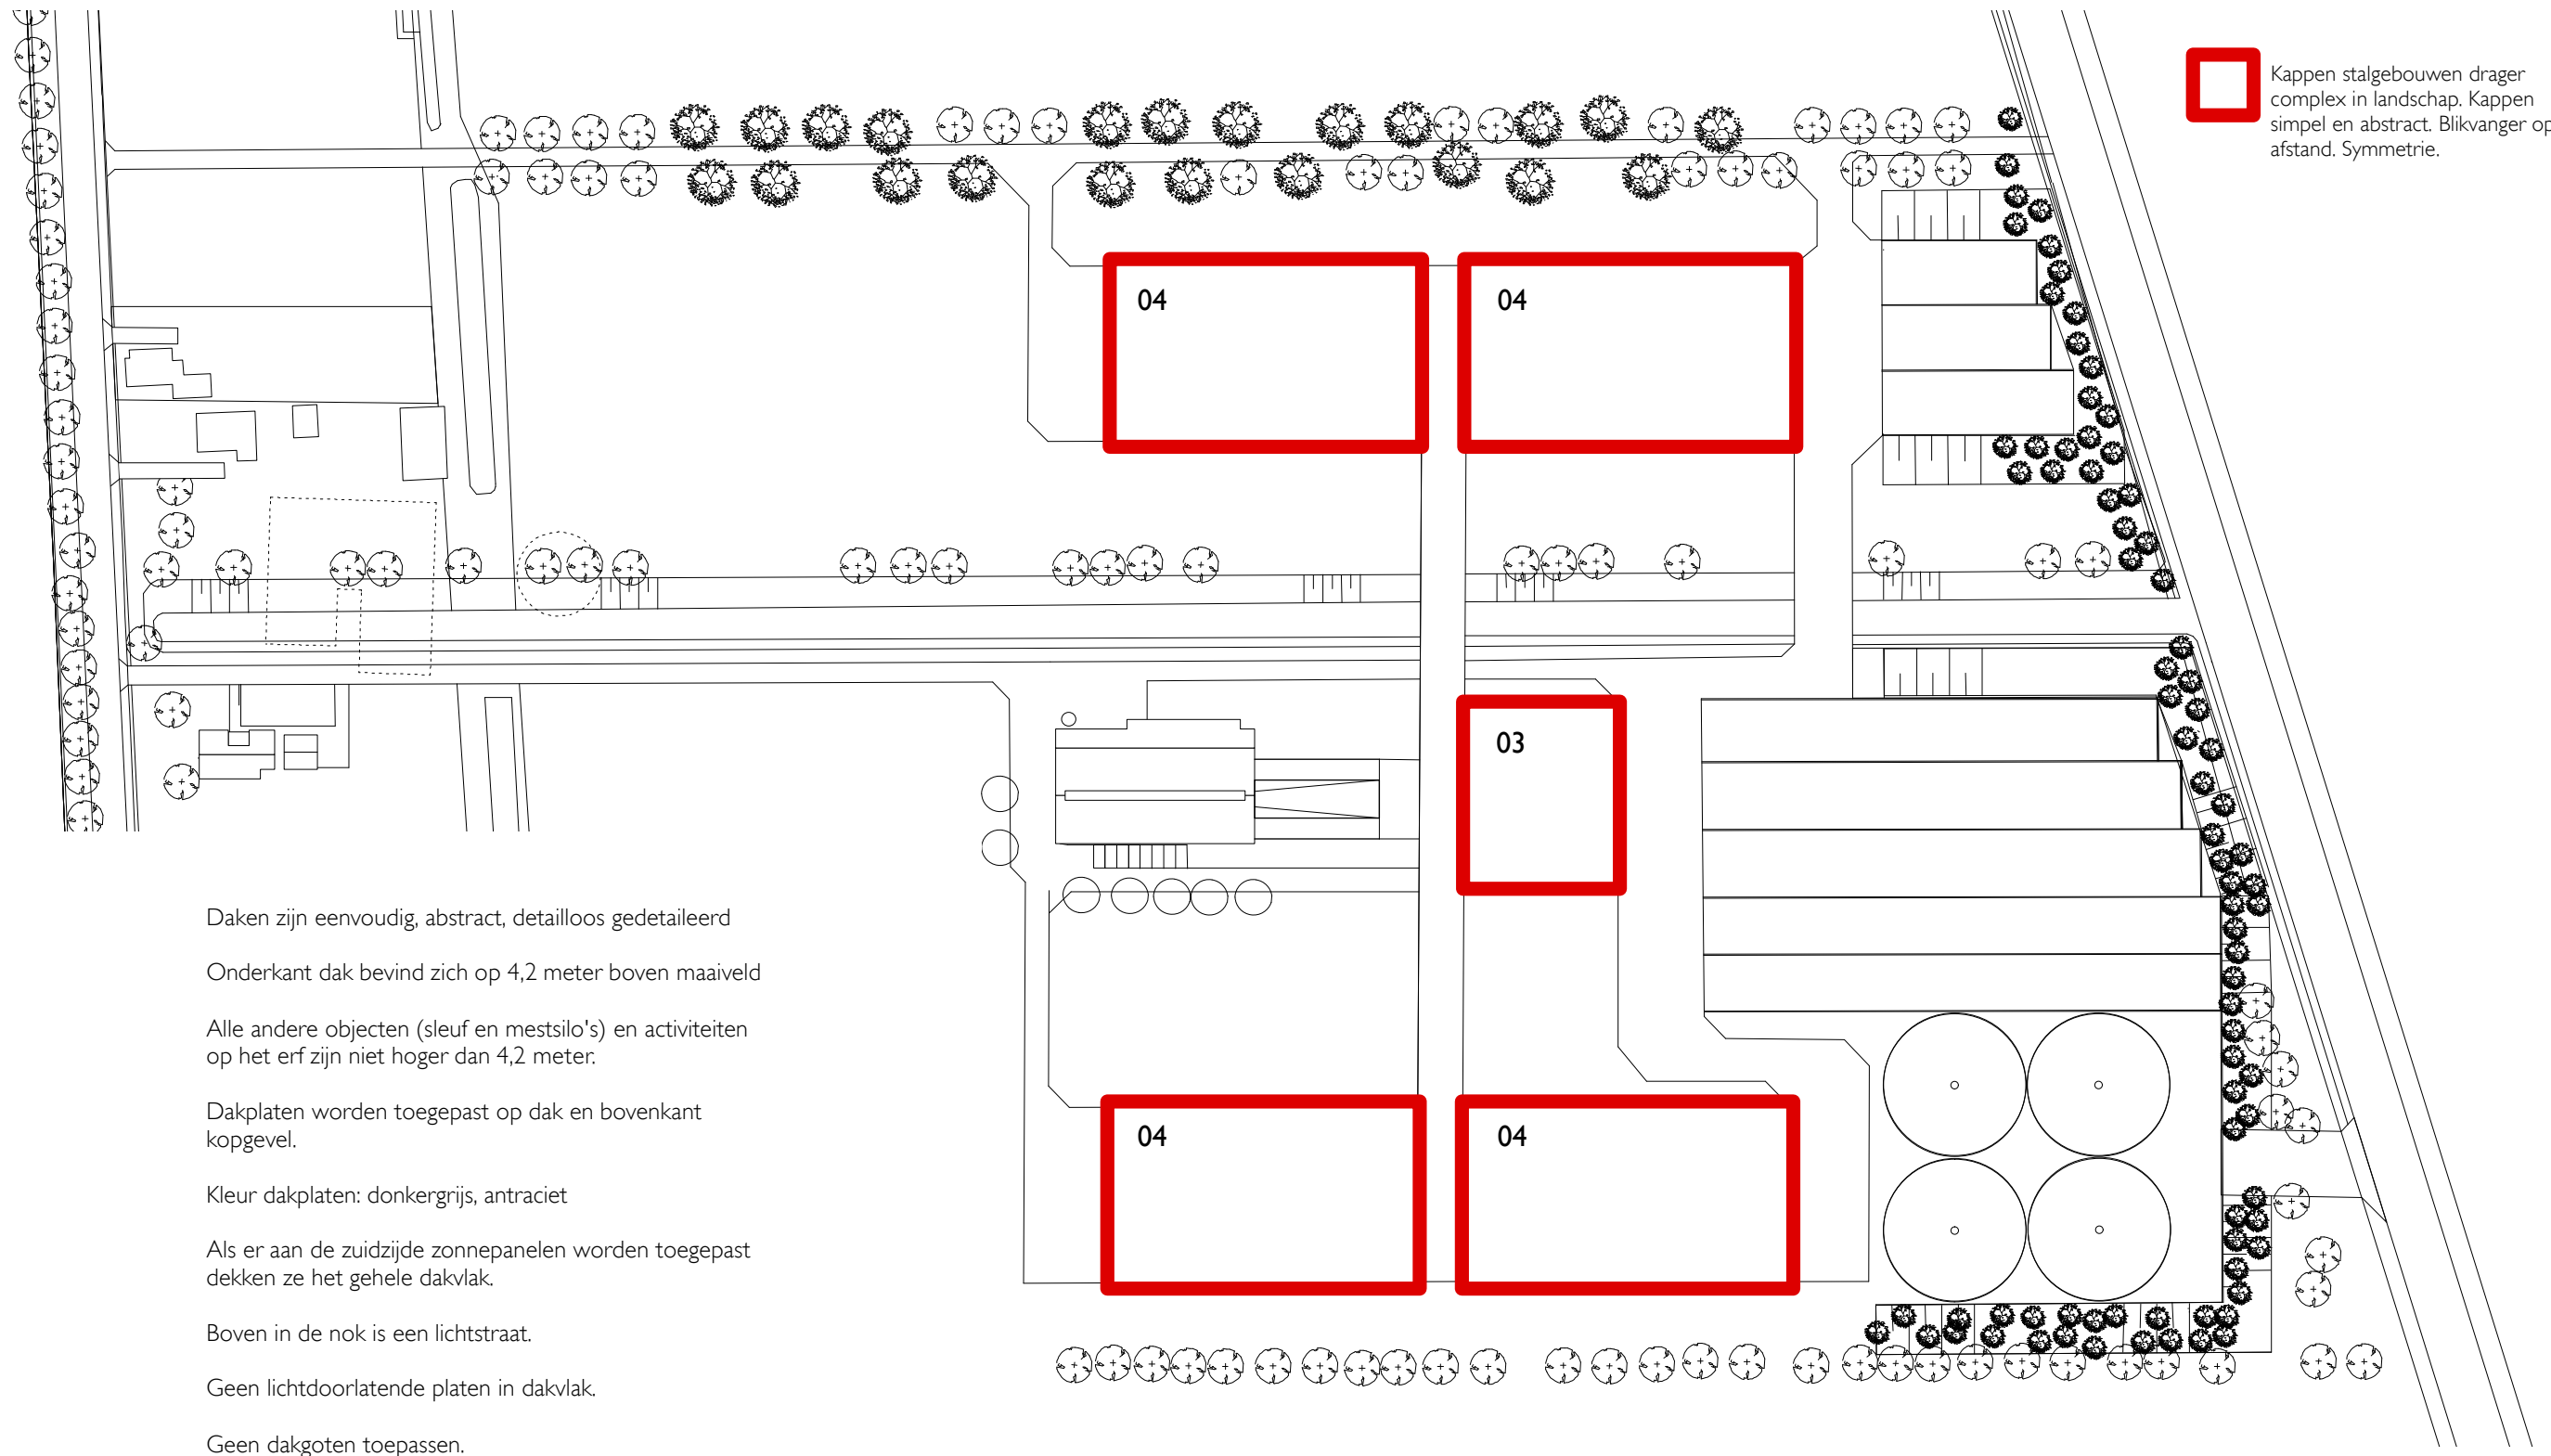 Kappen stalgebouwen drager
complex in landschap. Kappen
simpel en abstract. Blikvanger op
afstand. Symmetrie.
04
04
03
04
04
Daken zijn eenvoudig, abstract, detailloos gedetaileerd
Onderkant dak bevind zich op 4,2 meter boven maaiveld
Alle andere objecten (sleuf en mestsilo's) en activiteiten
op het erf zijn niet hoger dan 4,2 meter.
Dakplaten worden toegepast op dak en bovenkant
kopgevel.
Kleur dakplaten: donkergrijs, antraciet
Als er aan de zuidzijde zonnepanelen worden toegepast
dekken ze het gehele dakvlak.
Boven in de nok is een lichtstraat.
Geen lichtdoorlatende platen in dakvlak.
Geen dakgoten toepassen.